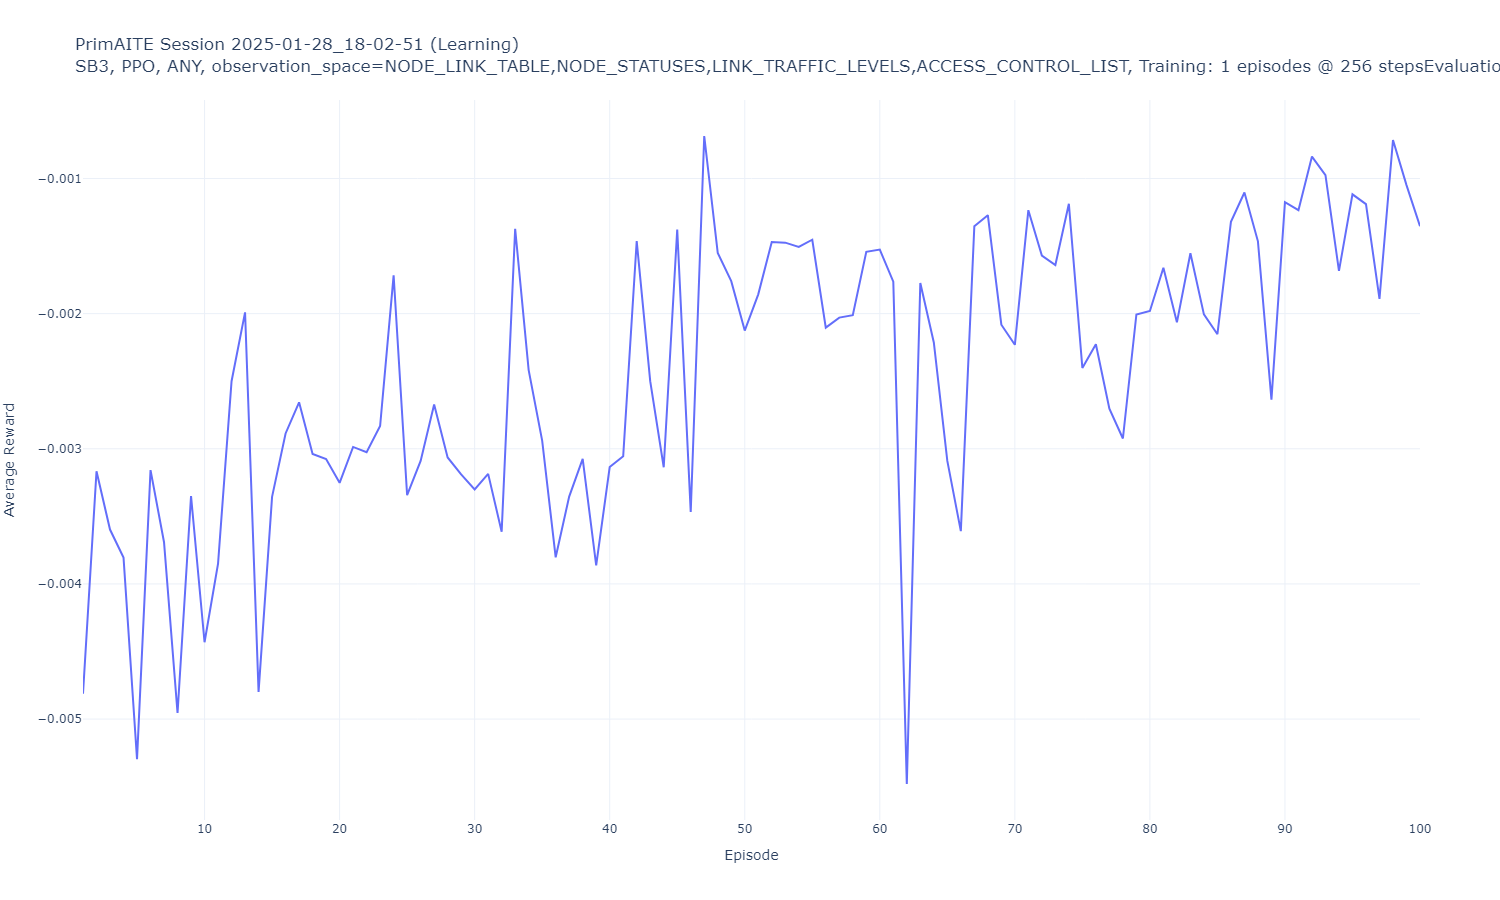 PrimAITE Session 2025-01-28_18-02-51 (Learning)
SB3, PPO, ANY, observation_space=NODE_LINK_TABLE,NODE_STATUSES,LINK_TRAFFIC_LEVELS,ACCESS_CONTROL_LIST, Training: 1 episodes @ 256 stepsEvaluatio
−0.001
−0.002
−0.003
−0.004
−0.005
Average Reward
10 20 30 40 50 60 70 80 90 100
Episode